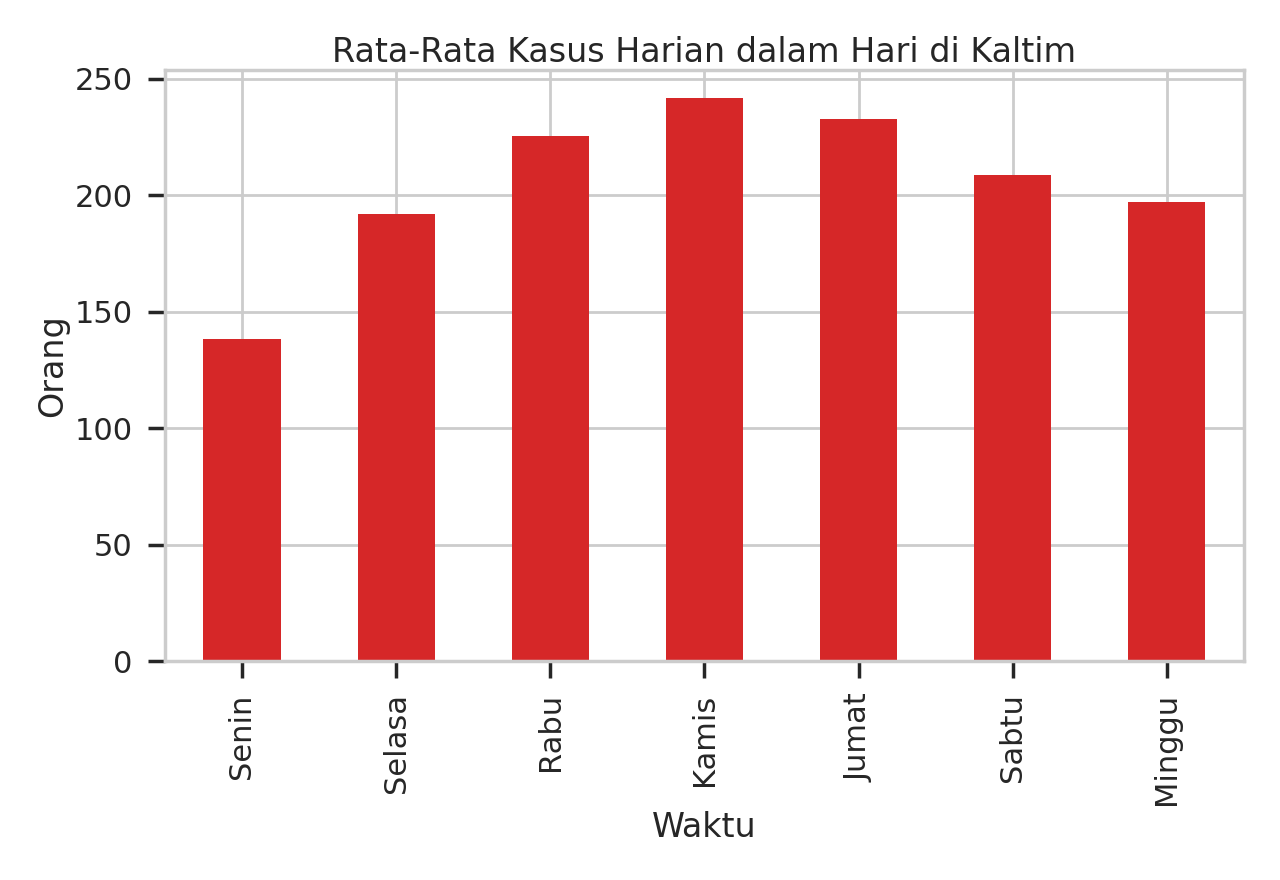 Rata-Rata Kasus Harian dalam Hari di Kaltim
250
200
150
100
50
0
Orang
Senin
Selasa
Rabu
Kamis
Jumat
Sabtu
Minggu
Waktu